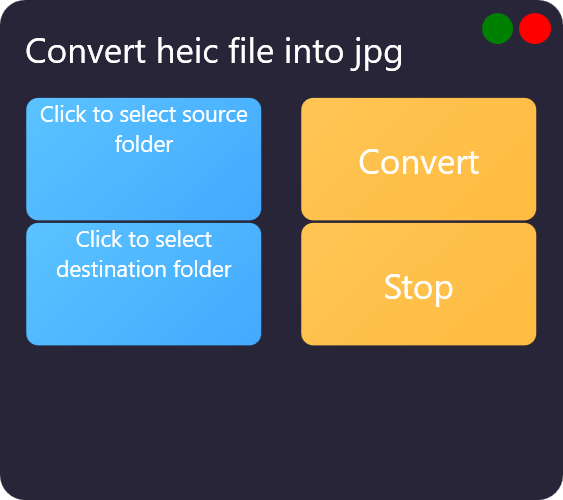 Convert heic file into jpg
Click to select source
folder
Convert
Click to select
destination folder
Stop